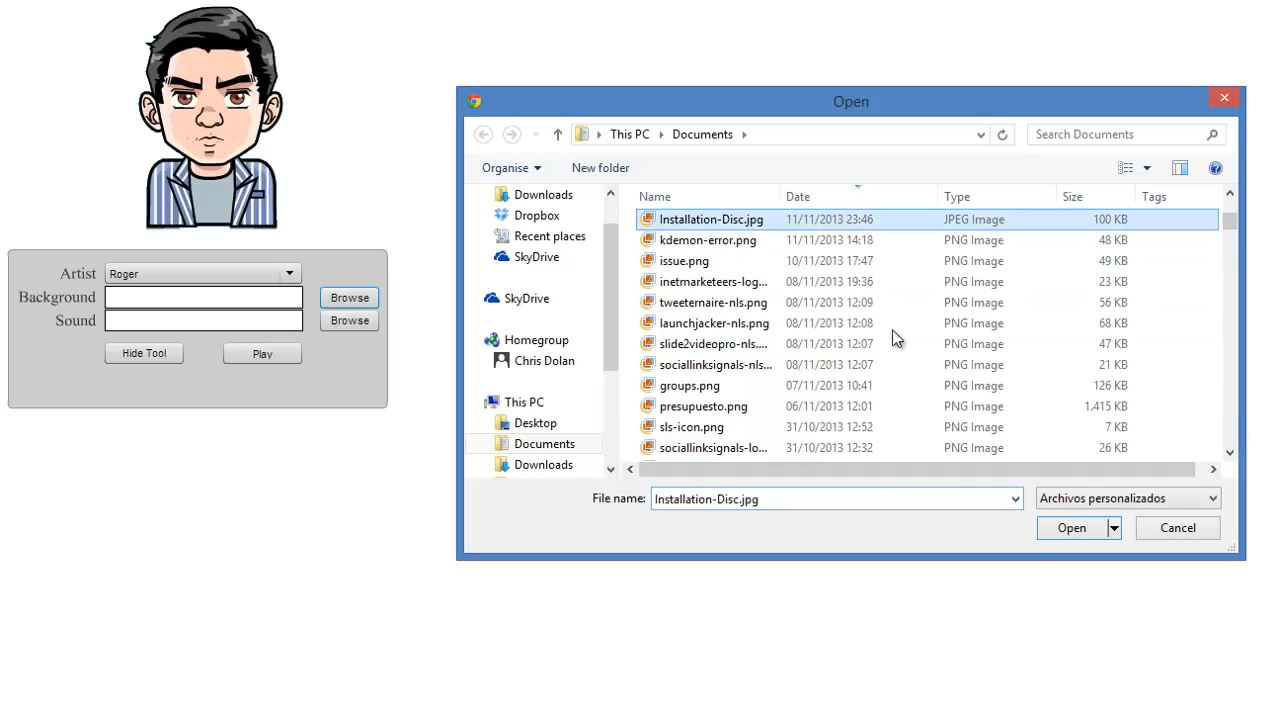 Open
This PC Documents
Search Documents
Organise New folder
Downloads
Dropbox
Recent places
SkyDrive
SkyDrive
Homegroup
Chris Dolan
This PC
Desktop
Documents
Downloads
Name Date Type Size Tags
Installation-Disc.jpg 11/11/2013 23:46 JPEG Image 100 KB
kdemon-error.png 11/11/2013 14:18 PNG Image 48 KB
issue.png 10/11/2013 17:47 PNG Image 49 KB
inetmarketeers-log... 08/11/2013 19:36 PNG Image 23 KB
tweeternaire-nls.png 08/11/2013 12:09 PNG Image 56 KB
launchjacker-nls.png 08/11/2013 12:08 PNG Image 68 KB
slide2videopro-nls.... 08/11/2013 12:07 PNG Image 47 KB
sociallinksignals-nls... 08/11/2013 12:07 PNG Image 21 KB
groups.png 07/11/2013 10:41 PNG Image 126 KB
presupuesto.png 06/11/2013 12:01 PNG Image 1.415 KB
sls-icon.png 31/10/2013 12:52 PNG Image 7 KB
sociallinksignals-lo... 31/10/2013 12:32 PNG Image 26 KB
File name: Installation-Disc.jpg Archivos personalizados
Open Cancel
Artist Roger
Background Browse
Sound Browse
Hide Tool Play